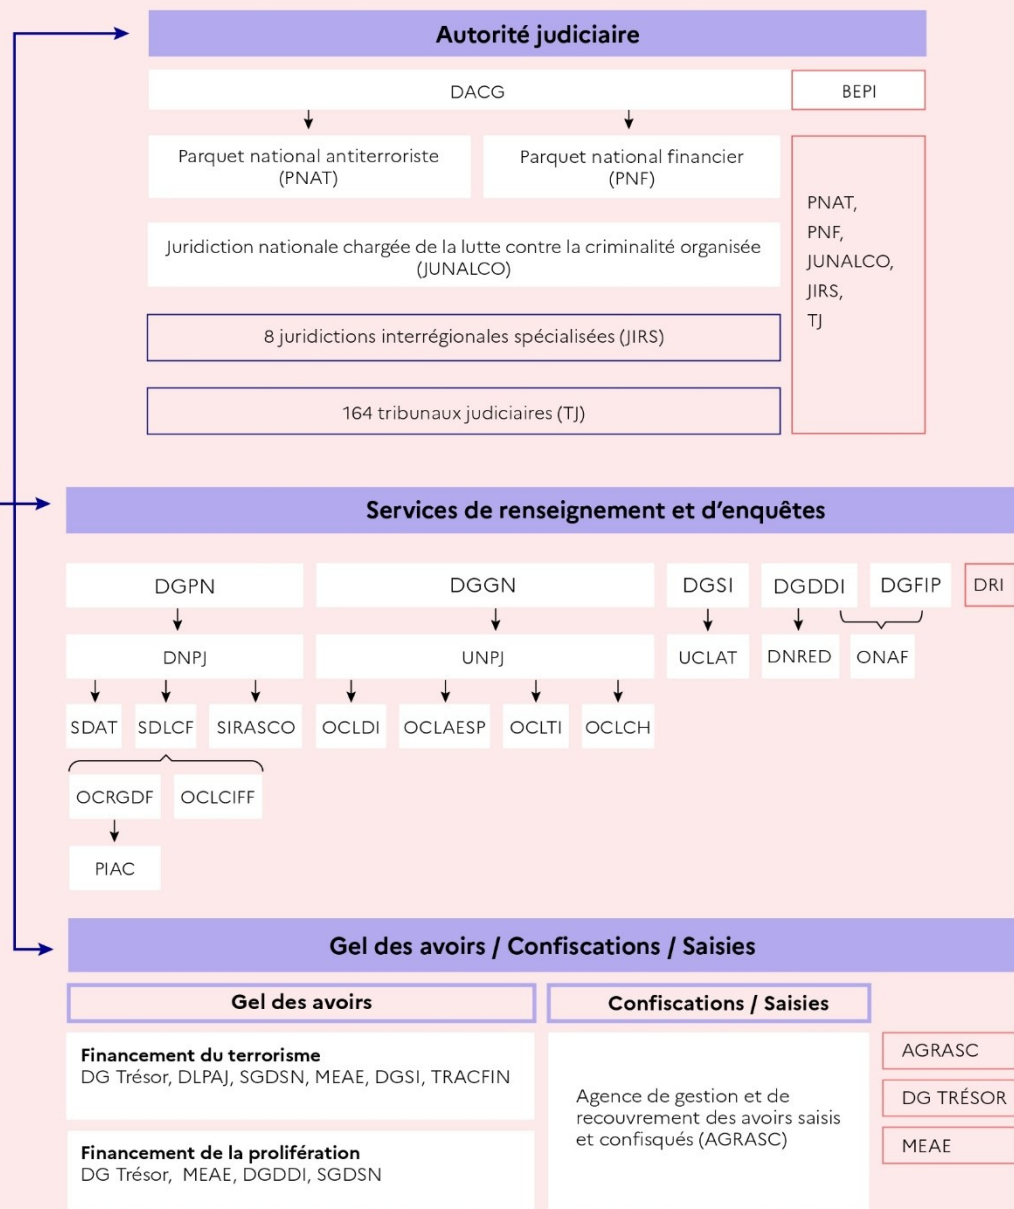 Autorité judiciaire
DACG
BEPI
Parquet national antiterroriste
(PNAT)
Parquet national financier
(PNF)
Juridiction nationale chargée de la lutte contre la criminalité organisée
(JUNALCO)
8 juridictions interrégionales spécialisées (JIRS)
164 tribunaux judiciaires (TJ)
PNAT,
PNF,
JUNALCO,
JIRS,
TJ
Services de renseignement et d’enquêtes
DGPN
DGGN
DGSI
DGDDI
DGFIP
DRI
DNPJ
UNPJ
UCLAT
DNRED
ONAF
SDAT
SDLCF
SIRASCO
OCLDI
OCLAESP
OCLTI
OCLCH
OCRGDF
OCLCIFF
PIAC
Gel des avoirs / Confiscations / Saisies
Gel des avoirs
Confiscations / Saisies
Financement du terrorisme
DG Trésor, DLPAJ, SGDSN, MEAE, DGSI, TRACFIN
Financement de la prolifération
DG Trésor, MEAE, DGDDI, SGDSN
Agence de gestion et de
recouvrement des avoirs saisis
et confisqués (AGRASC)
AGRASC
DG TRÉSOR
MEAE